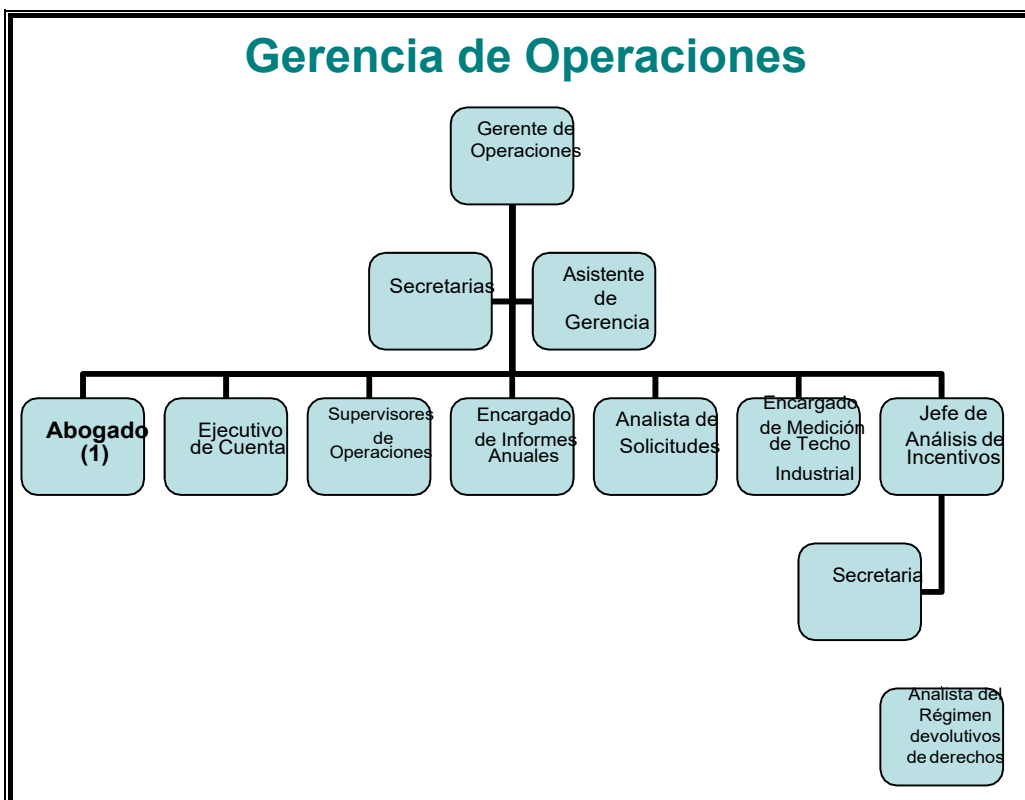 Gerencia de Operaciones
Gerente de
Operaciones
Secretarias
Asistente
de
Gerencia
Abogado
(1)
Ejecutivo
de Cuenta
Supervisores
de
Operaciones
Encargado
de Informes
Anuales
Analista de
Solicitudes
Encargado
de Medición
de Techo
Industrial
Jefe de
Análisis de
Incentivos
Secretaria
Analista del
Régimen
devolutivos
de derechos